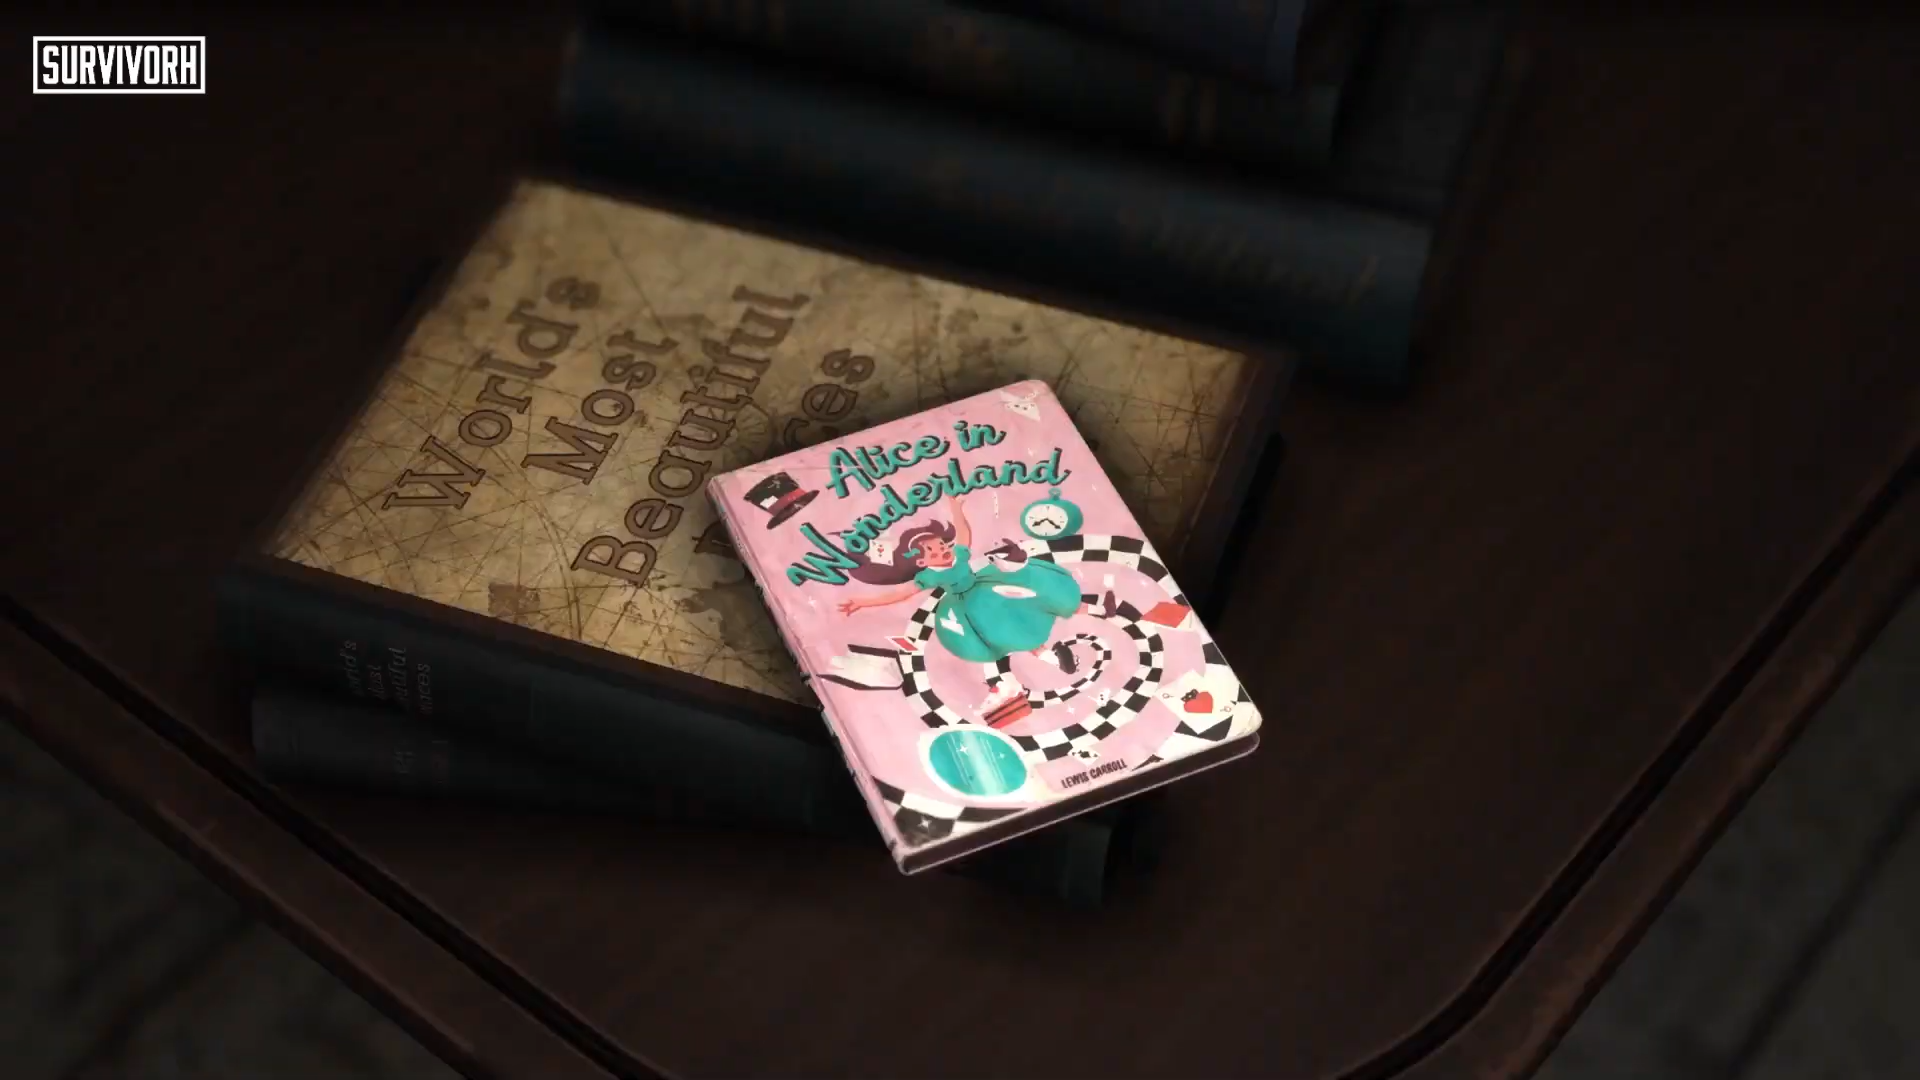 SURVIVORH
World's
Most
Beautiful
Alice in
Wonderland
LEWIS CARROLL